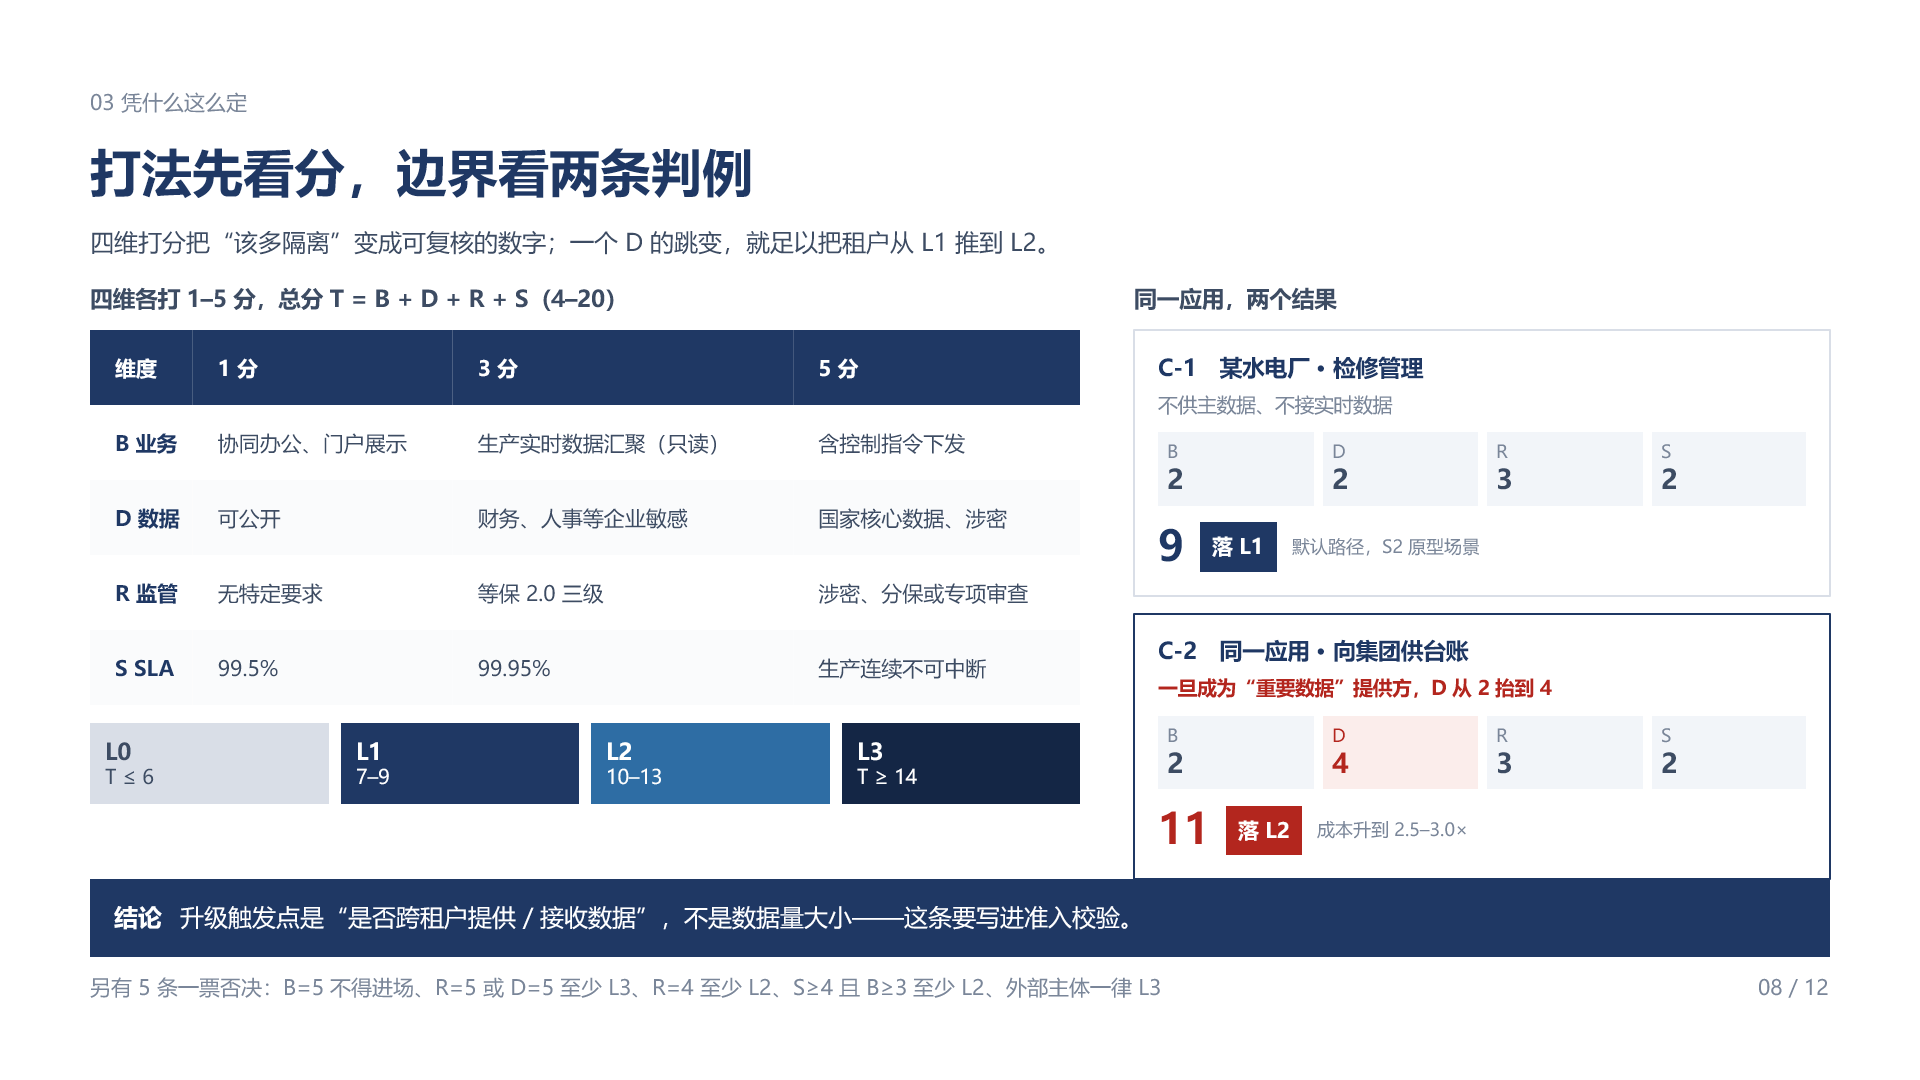 03 凭什么这么定
打法先看分，边界看两条判例
四维打分把“该多隔离”变成可复核的数字；一个 D 的跳变，就足以把租户从 L1 推到 L2。
四维各打 1–5 分，总分 T = B + D + R + S（4–20）
维度 1 分 3 分 5 分
B 业务 协同办公、门户展示 生产实时数据汇聚（只读） 含控制指令下发
D 数据 可公开 财务、人事等企业敏感 国家核心数据、涉密
R 监管 无特定要求 等保 2.0 三级 涉密、分保或专项审查
S SLA 99.5% 99.95% 生产连续不可中断
L0 L1 L2 L3
T ≤ 6 7–9 10–13 T ≥ 14
同一应用，两个结果
C-1 某水电厂 • 检修管理
不供主数据、不接实时数据
B D R S
2 2 3 2
9 落 L1 默认路径，S2 原型场景
C-2 同一应用 • 向集团供台账
一旦成为“重要数据”提供方，D 从 2 抬到 4
B D R S
2 4 3 2
11 落 L2 成本升到 2.5–3.0×
结论 升级触发点是“是否跨租户提供 / 接收数据”，不是数据量大小——这条要写进准入校验。
另有 5 条一票否决：B=5 不得进场、R=5 或 D=5 至少 L3、R=4 至少 L2、S≥4 且 B≥3 至少 L2、外部主体一律 L3
08 / 12